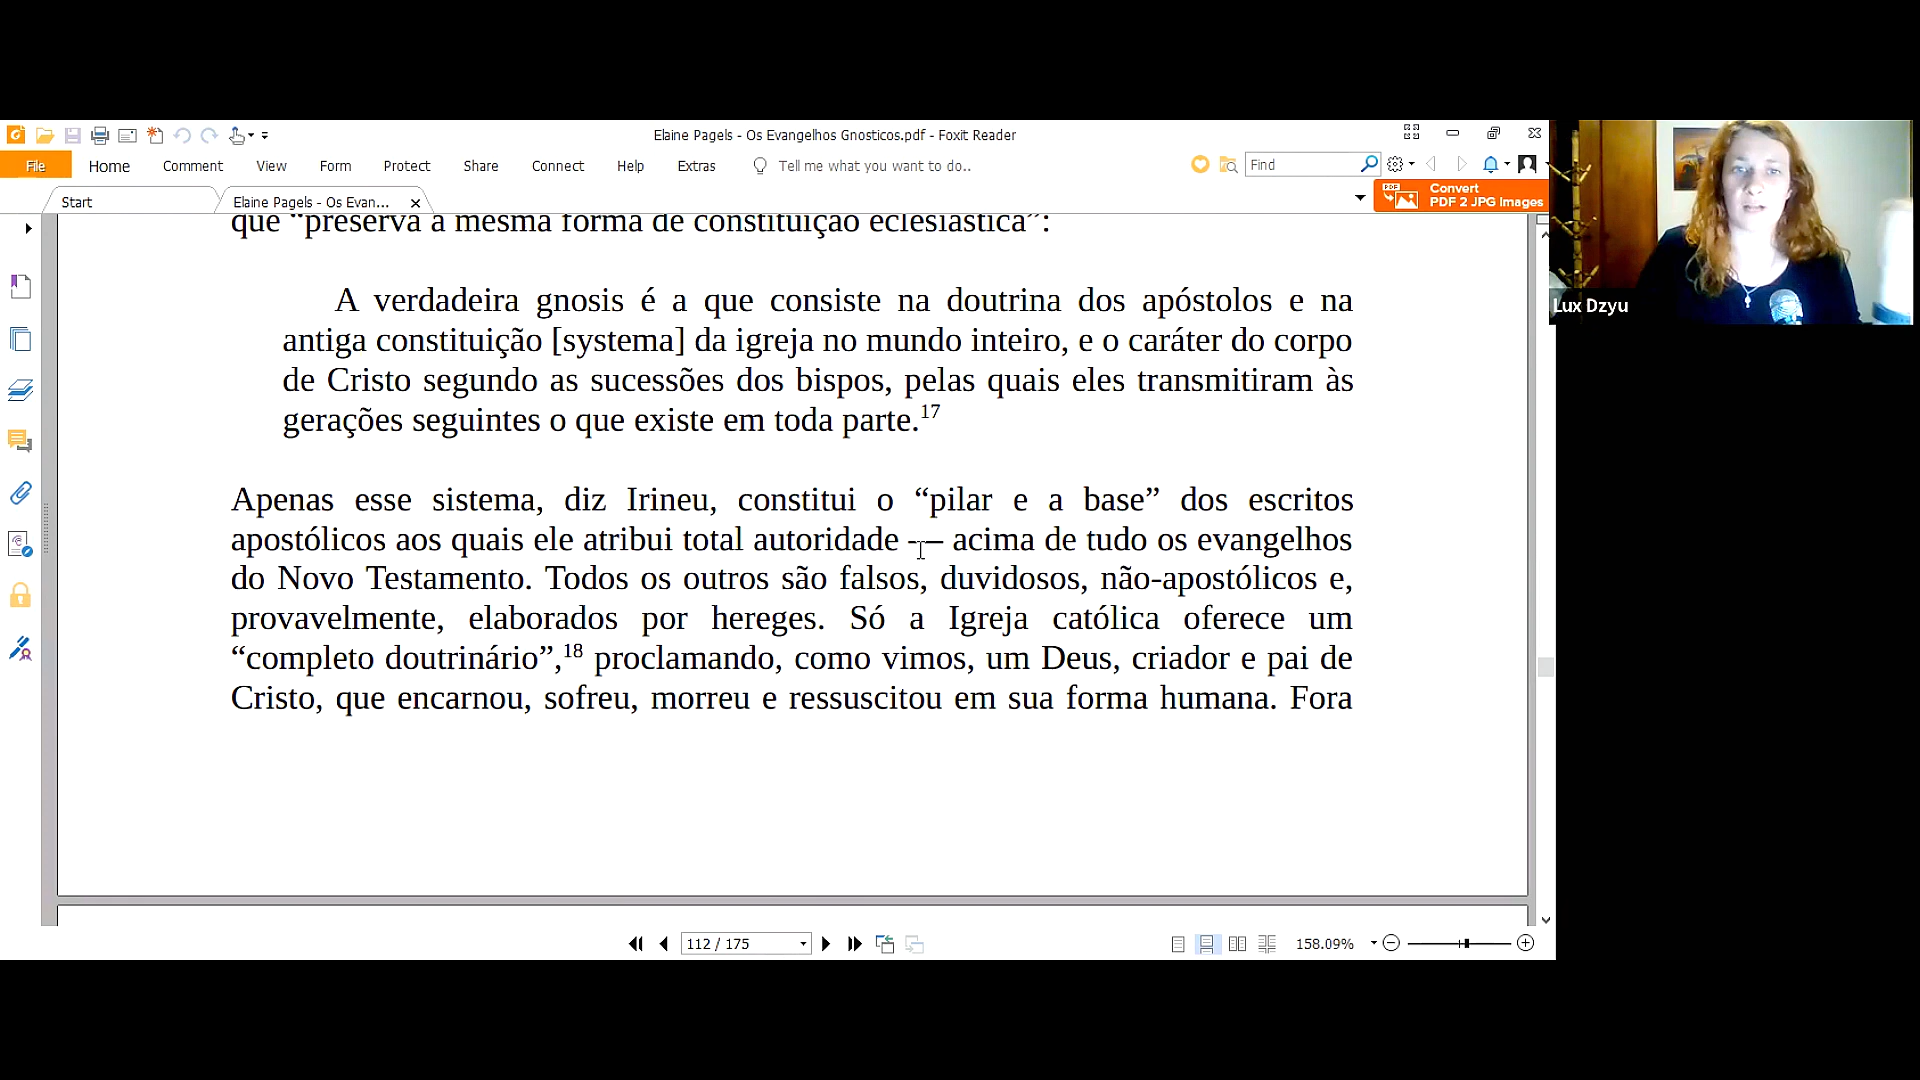 Elaine Pagels - Os Evangelhos Gnosticos.pdf - Foxit Reader
File Home Comment View Form Protect Share Connect Help Extras Tell me what you want to do.. Find
Convert
PDF 2 JPG Images
Start Elaine Pagels - Os Evan...
que “preserva a mesma forma de constituição eclesiástica”:
A verdadeira gnosis é a que consiste na doutrina dos apóstolos e na
antiga constituição [systema] da igreja no mundo inteiro, e o caráter do corpo
de Cristo segundo as sucessões dos bispos, pelas quais eles transmitiram às
gerações seguintes o que existe em toda parte.17
Apenas esse sistema, diz Irineu, constitui o “pilar e a base” dos escritos
apostólicos aos quais ele atribui total autoridade — acima de tudo os evangelhos
do Novo Testamento. Todos os outros são falsos, duvidosos, não-apostólicos e,
provavelmente, elaborados por hereges. Só a Igreja católica oferece um
“completo doutrinário”,18 proclamando, como vimos, um Deus, criador e pai de
Cristo, que encarnou, sofreu, morreu e ressuscitou em sua forma humana. Fora
112 / 175
158.09%
Lux Dzyu